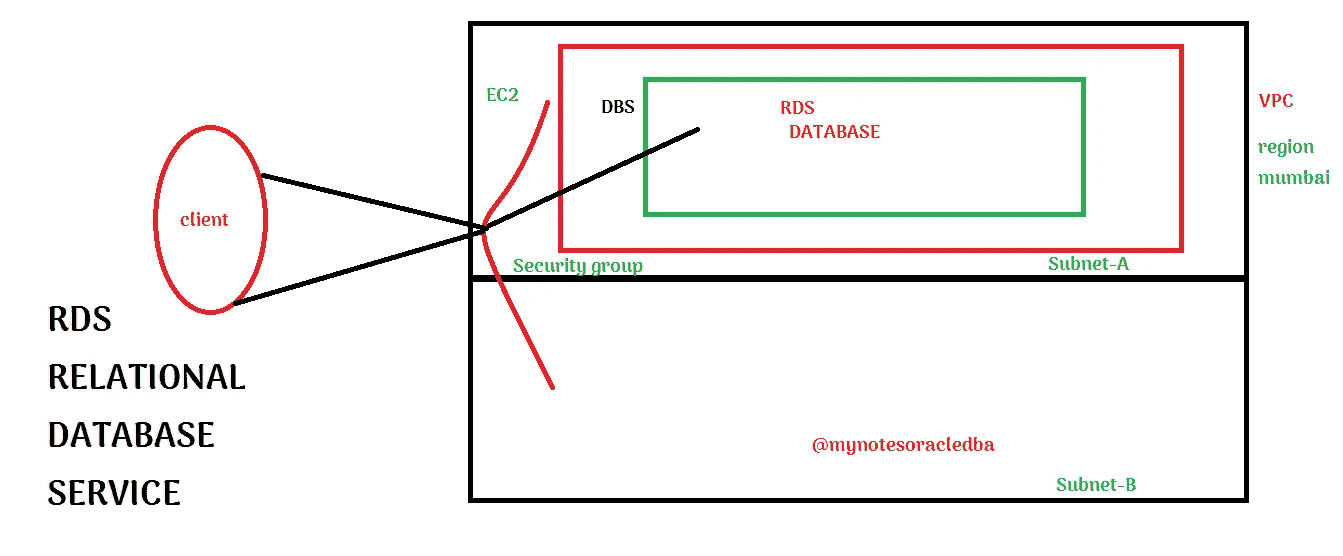 EC2
DBS
RDS
DATABASE
VPC
region
mumbai
client
Security group
Subnet-A
RDS
RELATIONAL
DATABASE
SERVICE
@mynotesoracledba
Subnet-B